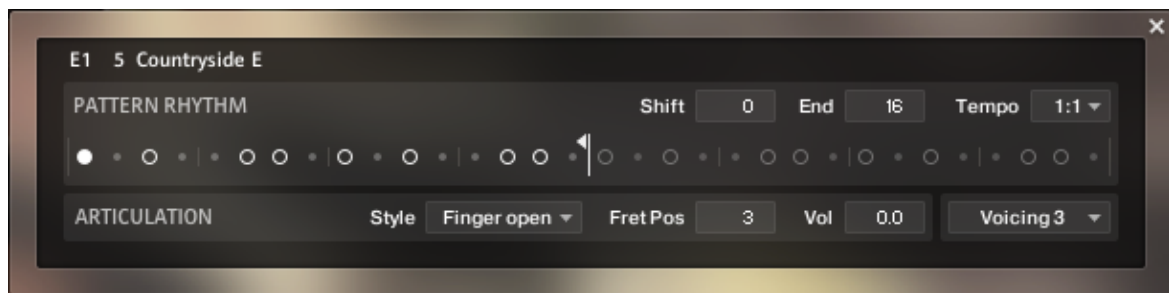 E1 5 Countryside E
PATTERN RHYTHM Shift 0 End 16 Tempo 1:1
ARTICULATION Style Finger open Fret Pos 3 Vol 0.0 Voicing 3